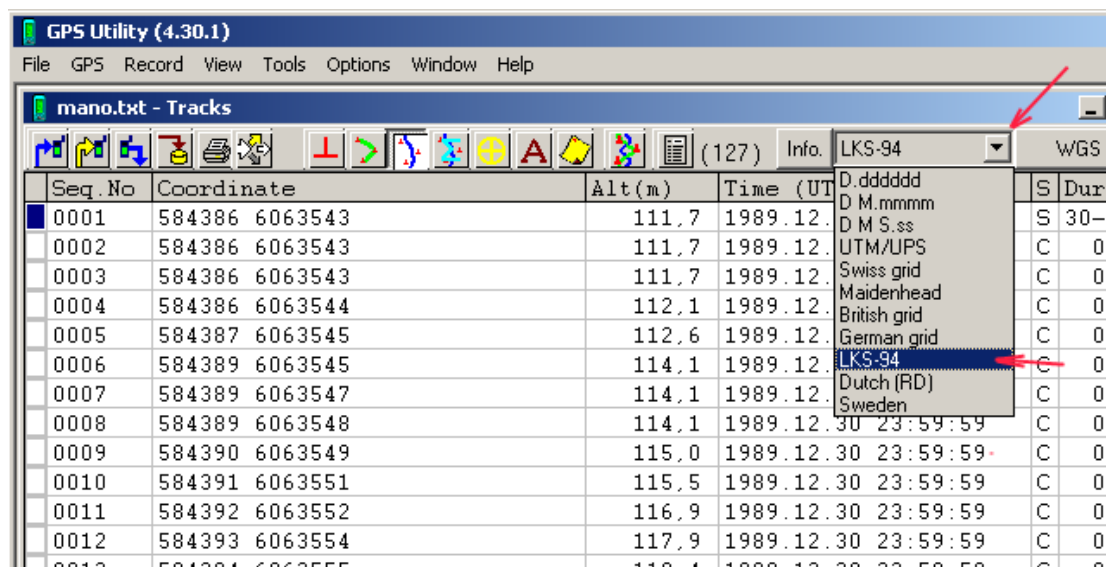 GPS Utility (4.30.1)
File GPS Record View Tools Options Window Help
mano.txt - Tracks
A (127) Info. LKS-94 WGS
Seq.No Coordinate Alt(m) Time (UT S Dur
D.dddddd
D M.mmmm
D M S.ss
UTM/UPS
Swiss grid
Maidenhead
British grid
German grid
LKS-94
Dutch (RD)
Sweden
0001 584386 6063543 111,7 1989.12. S 30-
0002 584386 6063543 111,7 1989.12. C 0
0003 584386 6063543 111,7 1989.12. C 0
0004 584386 6063544 112,1 1989.12. C 0
0005 584387 6063545 112,6 1989.12. C 0
0006 584389 6063545 114,1 1989.12. C 0
0007 584389 6063547 114,1 1989.12. C 0
0008 584389 6063548 114,1 1989.12.30 23:59:59 C 0
0009 584390 6063549 115,0 1989.12.30 23:59:59 C 0
0010 584391 6063551 115,5 1989.12.30 23:59:59 C 0
0011 584392 6063552 116,9 1989.12.30 23:59:59 C 0
0012 584393 6063554 117,9 1989.12.30 23:59:59 C 0